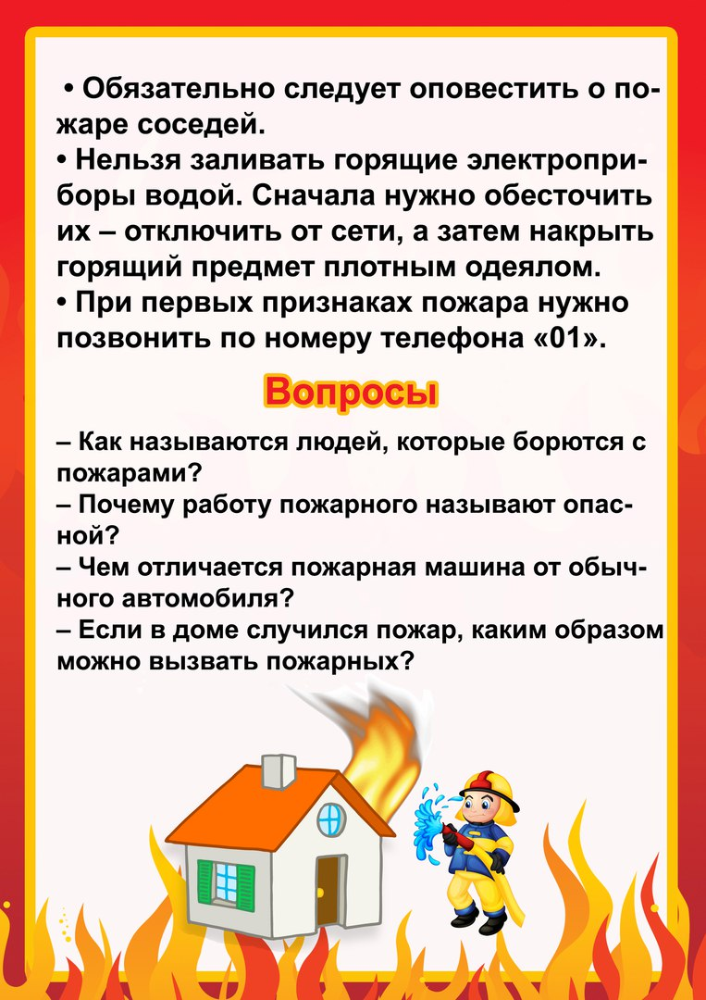 • Обязательно следует оповестить о по-
жаре соседей.
• Нельзя заливать горящие электропри-
боры водой. Сначала нужно обесточить
их – отключить от сети, а затем накрыть
горящий предмет плотным одеялом.
• При первых признаках пожара нужно
позвонить по номеру телефона «01».
Вопросы
– Как называются людей, которые борются с
пожарами?
– Почему работу пожарного называют опас-
ной?
– Чем отличается пожарная машина от обыч-
ного автомобиля?
– Если в доме случился пожар, каким образом
можно вызвать пожарных?